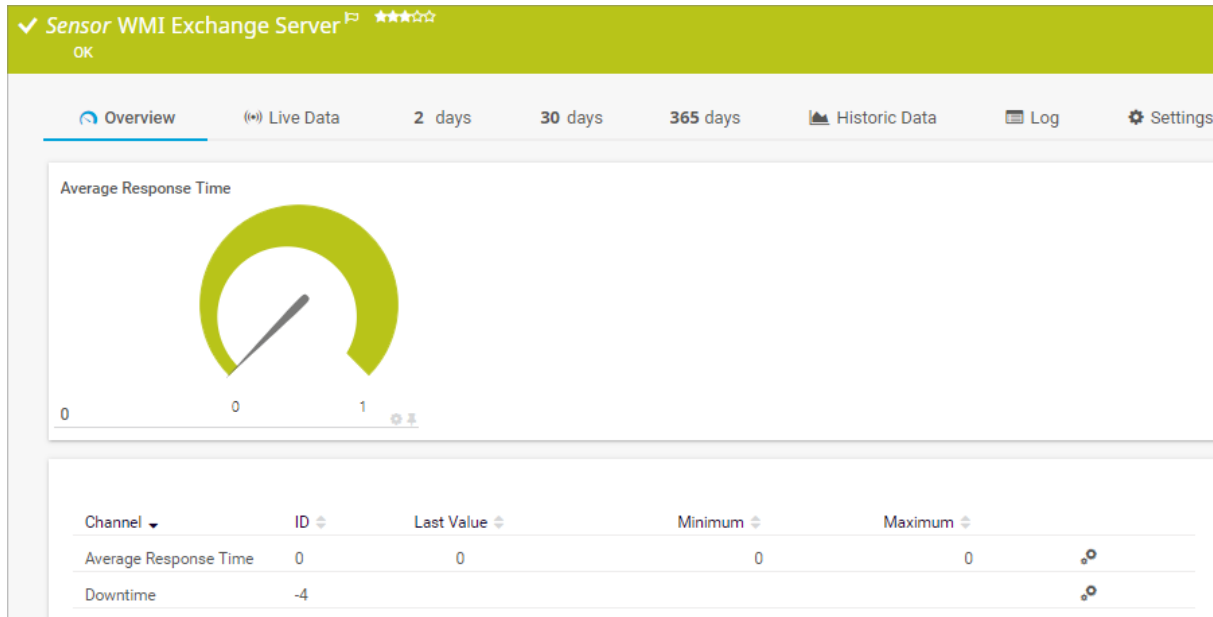 Sensor WMI Exchange Server
OK
Overview Live Data 2 days 30 days 365 days Historic Data Log Settings
Average Response Time
0 1
0
Channel ID Last Value Minimum Maximum
Average Response Time 0 0 0 0
Downtime -4